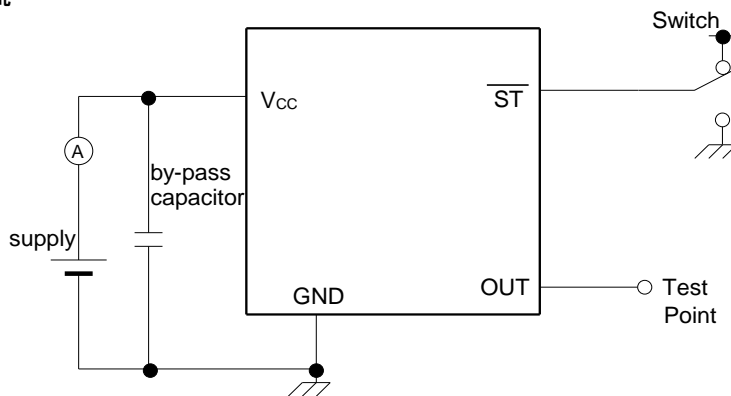 Switch
Vcc
ST
A
by-pass
capacitor
supply
GND
OUT
Test
Point